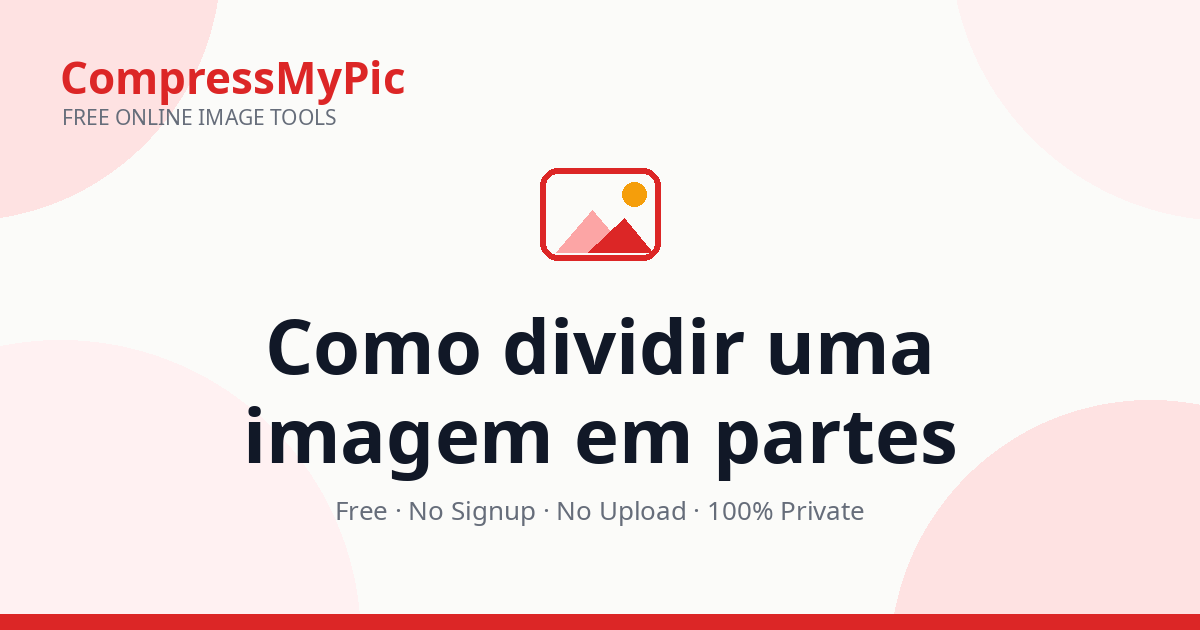 CompressMyPic
FREE ONLINE IMAGE TOOLS
Como dividir uma
imagem em partes
Free · No Signup · No Upload · 100% Private